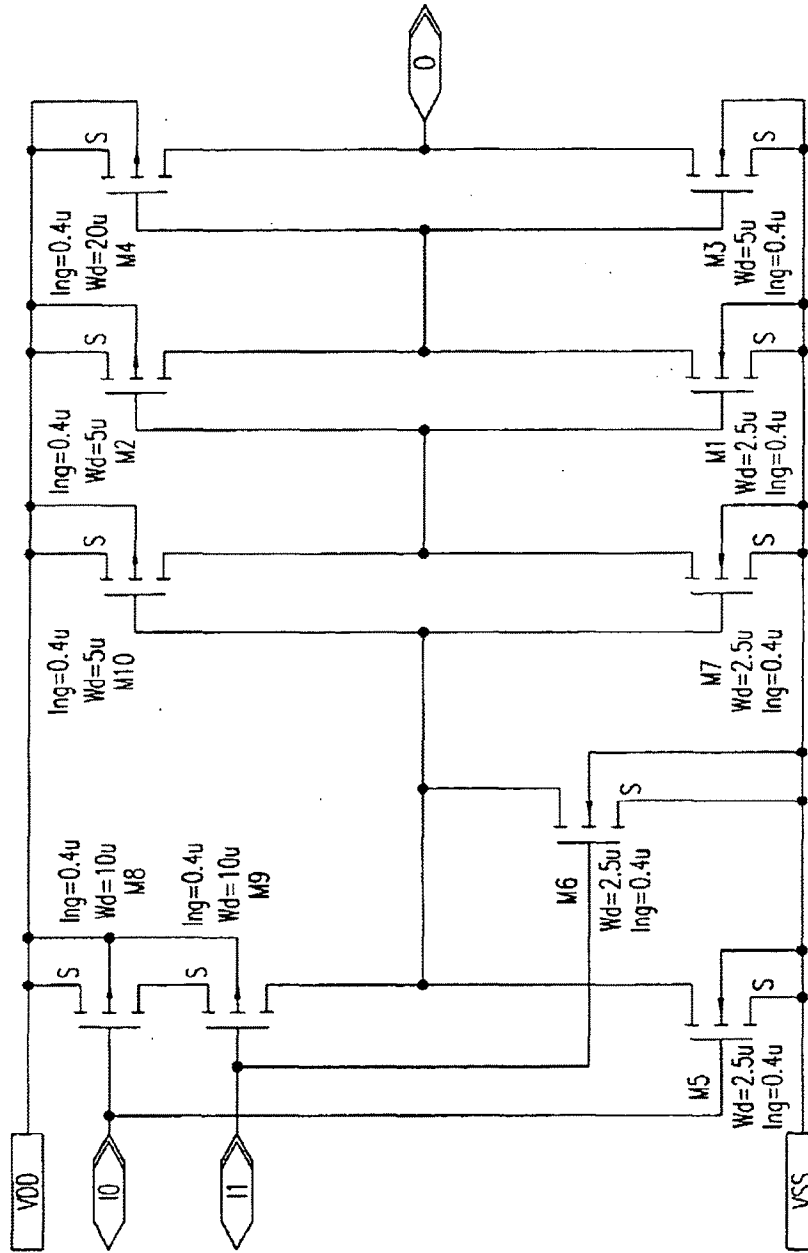 VDD
I0
I1
VSS
lng=0.4u
Wd=10u
M8
S
lng=0.4u
Wd=10u
M9
S
M5
Wd=2.5u
lng=0.4u
S
M6
Wd=2.5u
lng=0.4u
S
lng=0.4u
Wd=5u
M10
S
M7
Wd=2.5u
lng=0.4u
S
lng=0.4u
Wd=5u
M2
S
M1
Wd=2.5u
lng=0.4u
S
lng=0.4u
Wd=20u
M4
S
M3
Wd=5u
lng=0.4u
S
O